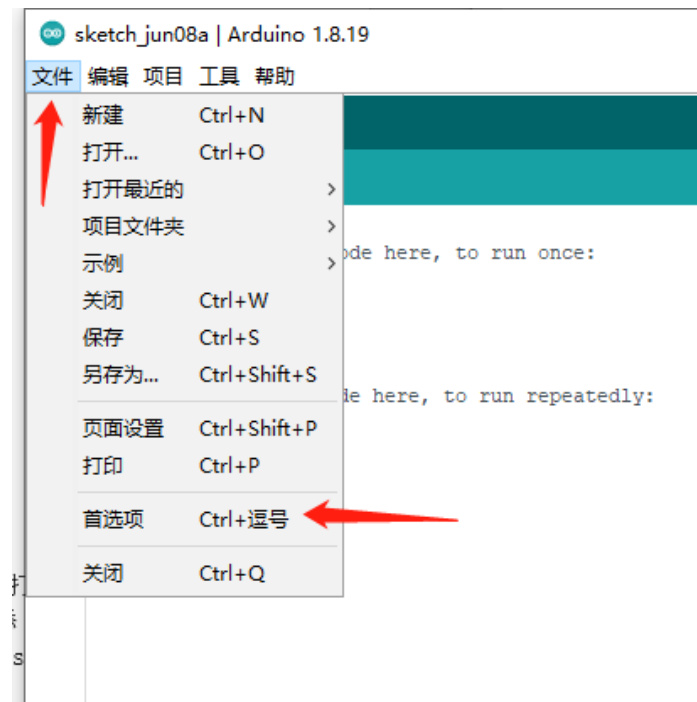 sketch_jun08a | Arduino 1.8.19
文件 编辑 项目 工具 帮助
新建 Ctrl+N
打开... Ctrl+O
打开最近的 >
项目文件夹 >
示例 >
ode here, to run once:
关闭 Ctrl+W
保存 Ctrl+S
另存为... Ctrl+Shift+S
de here, to run repeatedly:
页面设置 Ctrl+Shift+P
打印 Ctrl+P
首选项 Ctrl+逗号
关闭 Ctrl+Q
s